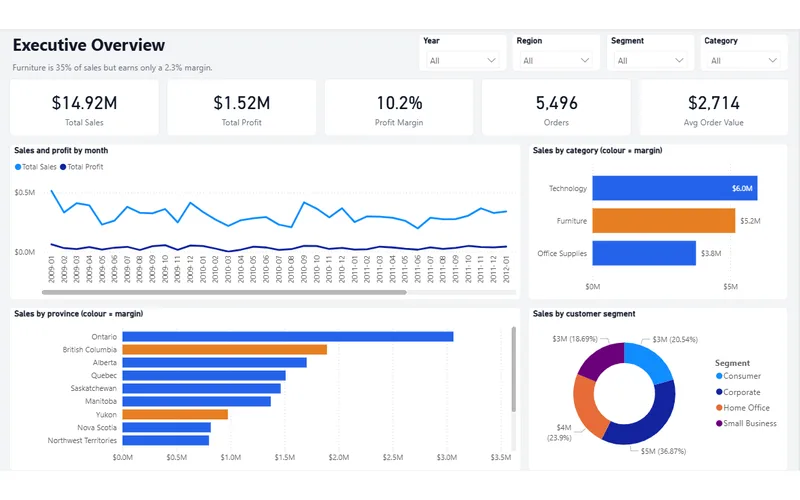 Executive Overview
Furniture is 35% of sales but earns only a 2.3% margin.
Year
All
Region
All
Segment
All
Category
All
$14.92M
Total Sales
$1.52M
Total Profit
10.2%
Profit Margin
5,496
Orders
$2,714
Avg Order Value
Sales and profit by month
Total Sales Total Profit
$0.5M
$0.0M
2009-01 2009-02 2009-03 2009-04 2009-05 2009-06 2009-07 2009-08 2009-09 2009-10 2009-11 2009-12 2010-01 2010-02 2010-03 2010-04 2010-05 2010-06 2010-07 2010-08 2010-09 2010-10 2010-11 2010-12 2011-01 2011-02 2011-03 2011-04 2011-05 2011-06 2011-07 2011-08 2011-09 2011-10 2011-11 2011-12 2012-01
Sales by category (colour = margin)
Technology $6.0M
Furniture $5.2M
Office Supplies $3.8M
$0M $5M
Sales by province (colour = margin)
Ontario
British Columbia
Alberta
Quebec
Saskatchewan
Manitoba
Yukon
Nova Scotia
Northwest Territories
$0.0M $0.5M $1.0M $1.5M $2.0M $2.5M $3.0M $3.5M
Sales by customer segment
$3M (18.69%)
$3M (20.54%)
$4M
(23.9%)
$5M (36.87%)
Segment
Consumer
Corporate
Home Office
Small Business